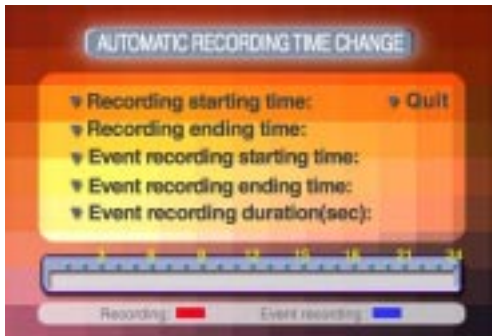 AUTOMATIC RECORDING TIME CHANGE
Recording starting time: Quit
Recording ending time:
Event recording starting time:
Event recording ending time:
Event recording duration(sec):
3 6 9 12 15 18 21 24
Recording: Event recording: